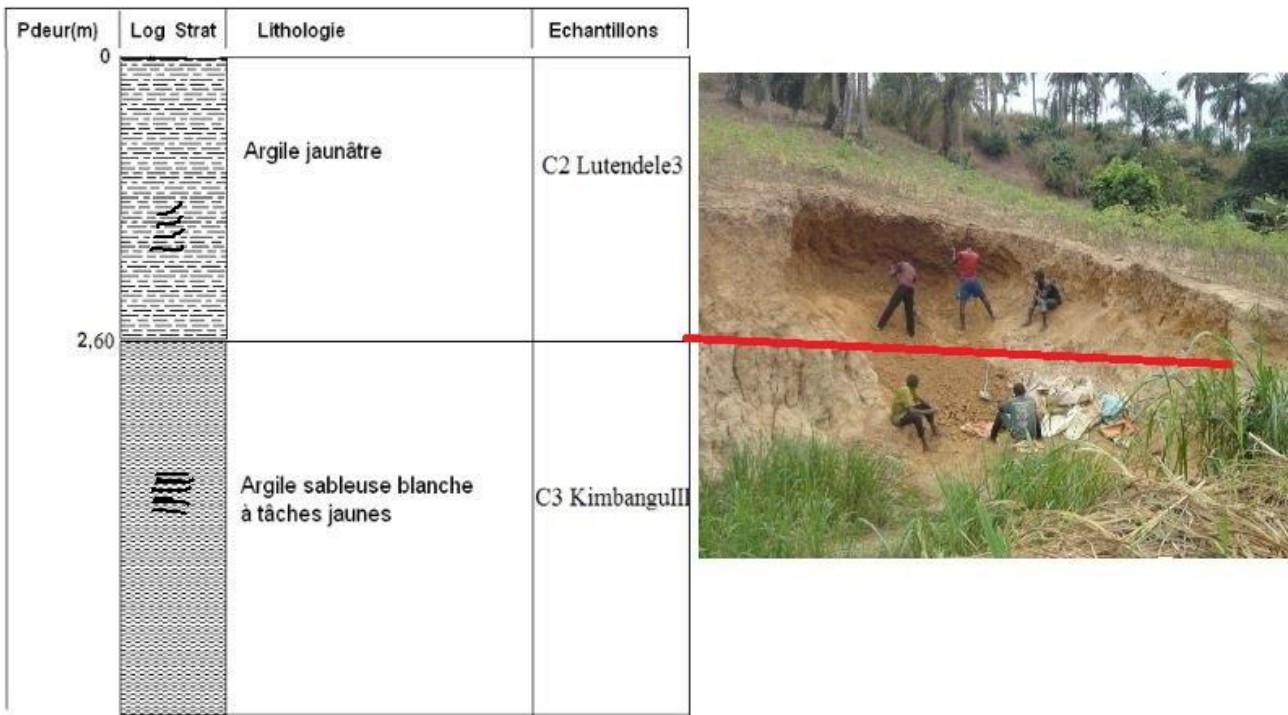 Pdeur(m) Log Strat Lithologie Echantillons
0
Argile jaunâtre
C2 Lutendele3
2,60
Argile sableuse blanche
à tâches jaunes
C3 KimbanguIII